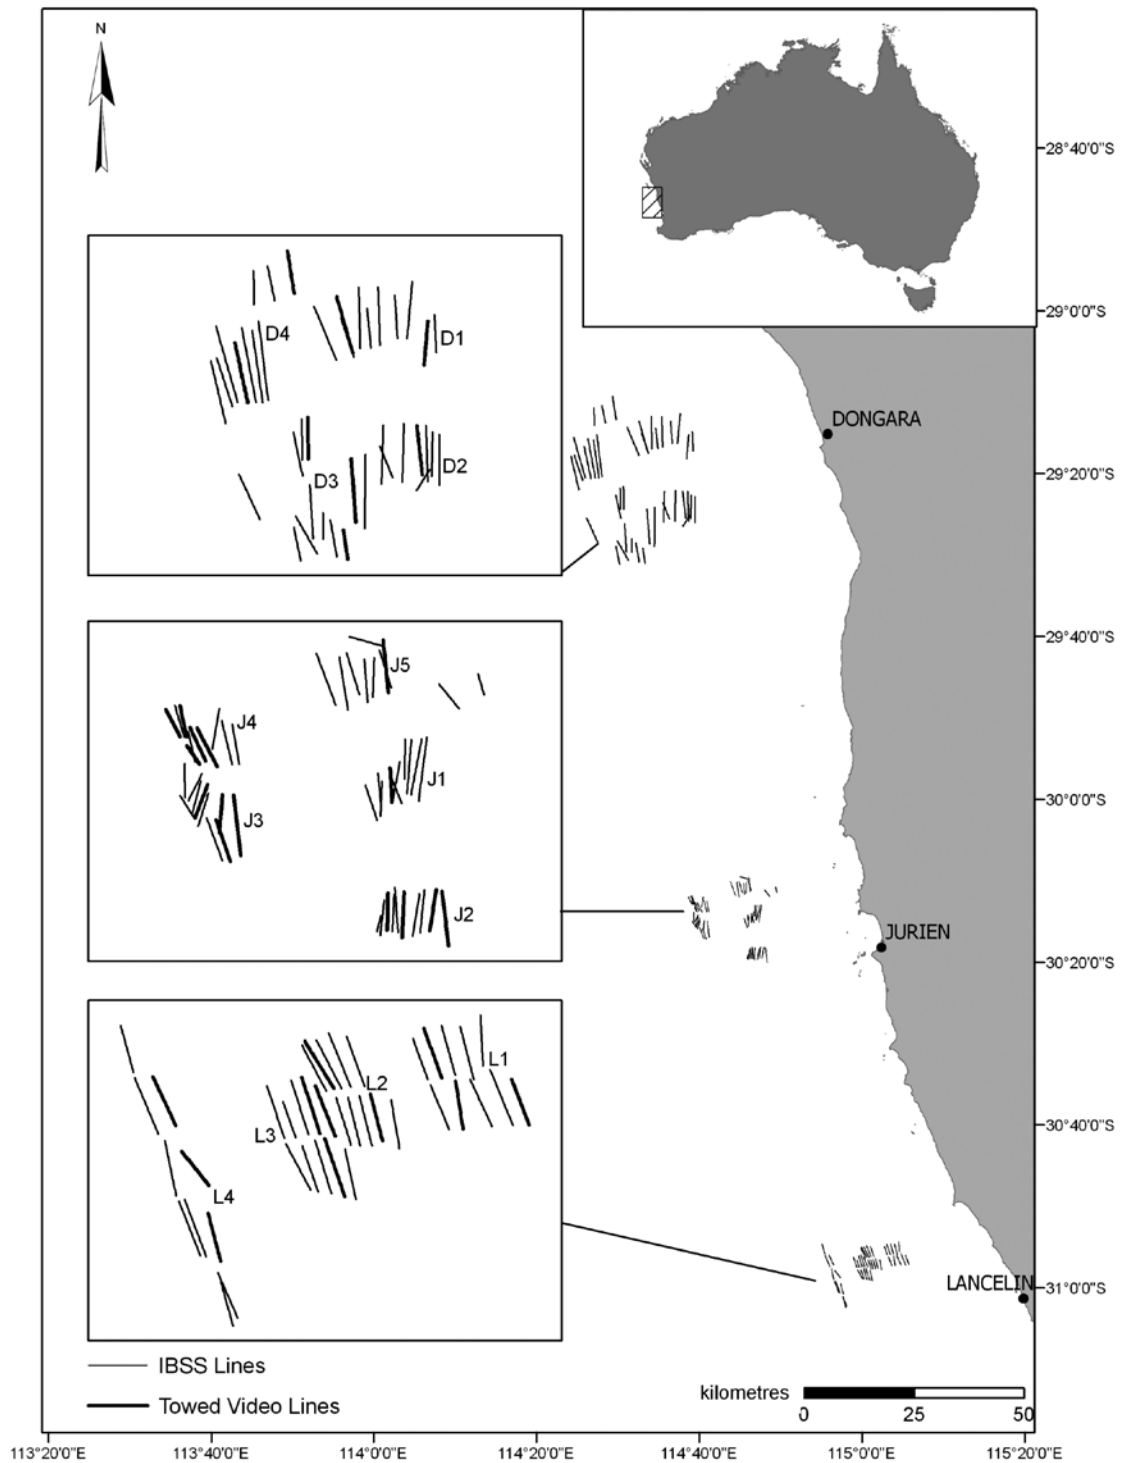 N
28°40'0"S
29°0'0"S
D4
D1
DONGARA
D3
D2
29°20'0"S
29°40'0"S
J5
J4
J1
30°0'0"S
J3
J2
JURIEN
30°20'0"S
L1
L2
L3
30°40'0"S
L4
LANCELIN
31°0'0"S
IBSS Lines
kilometres
Towed Video Lines
0 25 50
113°20'0"E 113°40'0"E 114°0'0"E 114°20'0"E 114°40'0"E 115°0'0"E 115°20'0"E